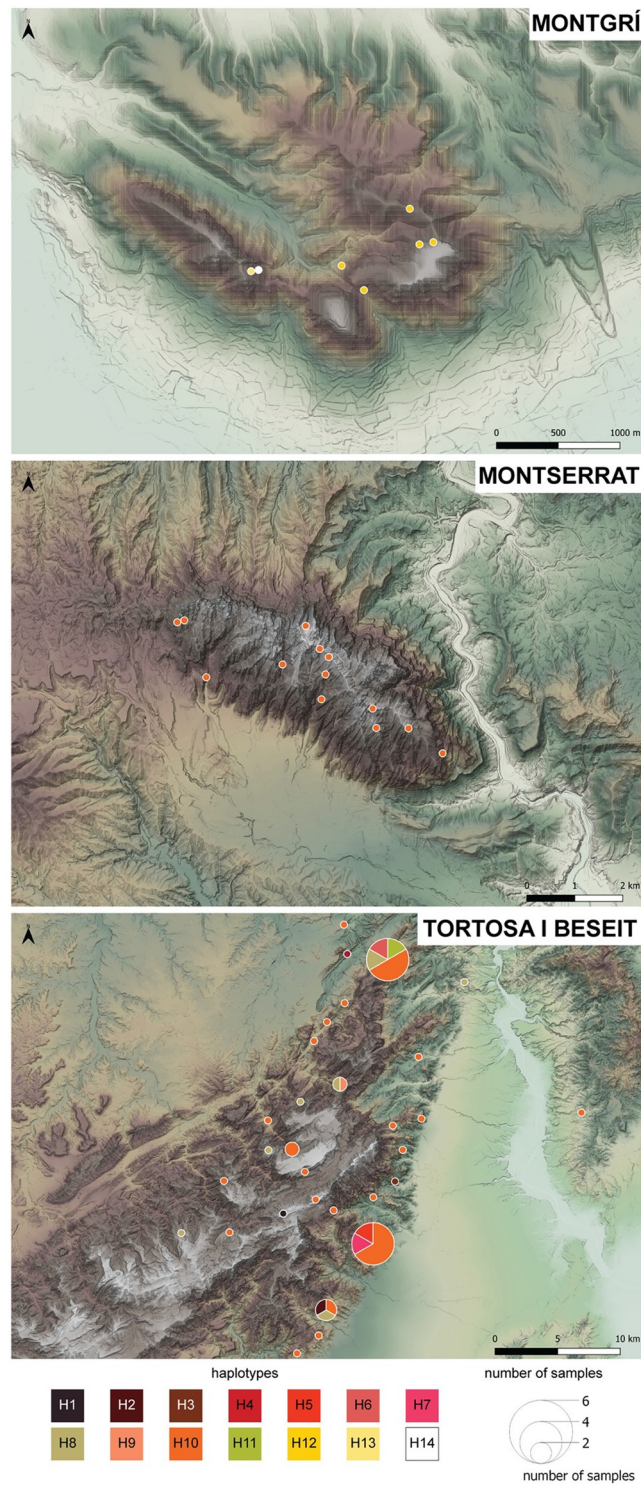 MONTGRÍ
N
0 500 1000 m
MONTSERRAT
N
0 1 2 km
TORTOSA I BESEIT
N
0 5 10 km
haplotypes
number of samples
H1 H2 H3 H4 H5 H6 H7
H8 H9 H10 H11 H12 H13 H14
6
4
2
number of samples